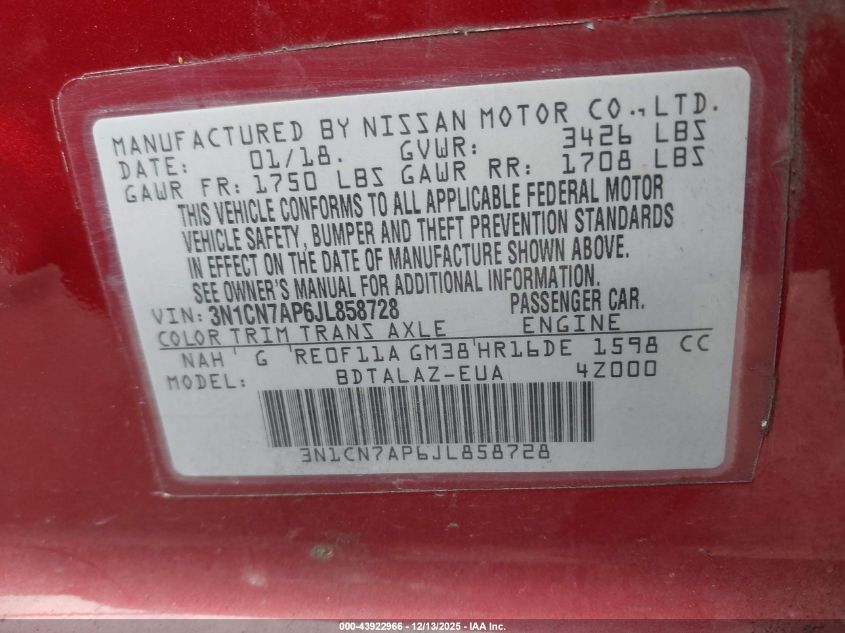 MANUFACTURED BY NISSAN MOTOR CO., LTD.
DATE: 01/18. GVWR: 3426 LBS
GAWR FR: 1750 LBS GAWR RR: 1708 LBS
THIS VEHICLE CONFORMS TO ALL APPLICABLE FEDERAL MOTOR
VEHICLE SAFETY, BUMPER AND THEFT PREVENTION STANDARDS
IN EFFECT ON THE DATE OF MANUFACTURE SHOWN ABOVE.
SEE OWNER'S MANUAL FOR ADDITIONAL INFORMATION.
VIN: 3N1CN7AP6JL858728 PASSENGER CAR.
COLOR TRIM TRANS AXLE ENGINE
NAH G RE0F11A GM38 HR16DE 1598 CC
MODEL: BDTALAZ-EUA 4Z000
3N1CN7AP6JL858728
000-43922966 - 12/13/2025 - IAA Inc.